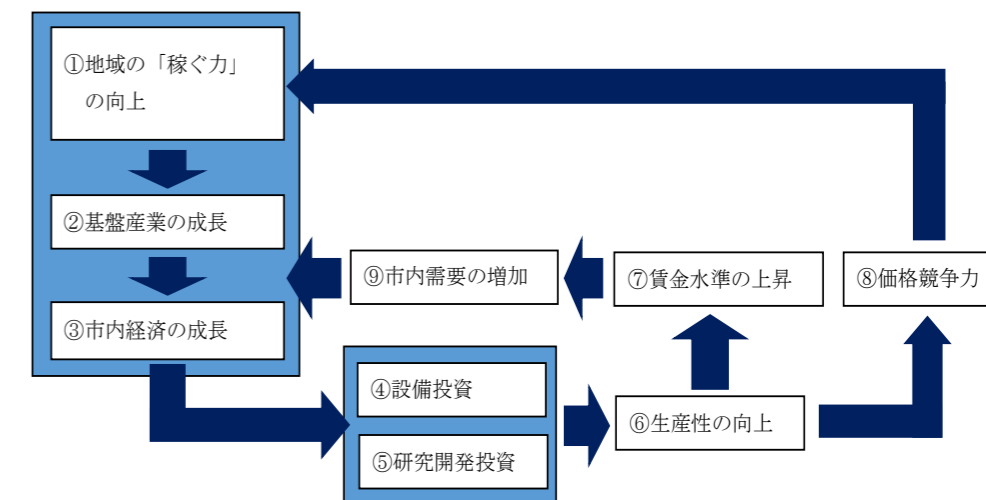 ①地域の「稼ぐ力」
の向上
②基盤産業の成長
③市内経済の成長
④設備投資
⑤研究開発投資
⑥生産性の向上
⑦賃金水準の上昇
⑧価格競争力
⑨市内需要の増加